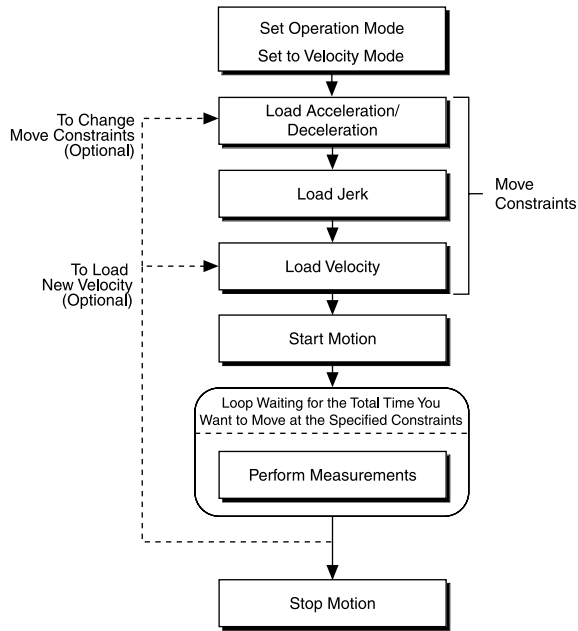 Set Operation Mode
Set to Velocity Mode
To Change
Move Constraints
(Optional)
Load Acceleration/
Deceleration
Load Jerk
Move
Constraints
To Load
New Velocity
(Optional)
Load Velocity
Start Motion
Loop Waiting for the Total Time You
Want to Move at the Specified Constraints
Perform Measurements
Stop Motion